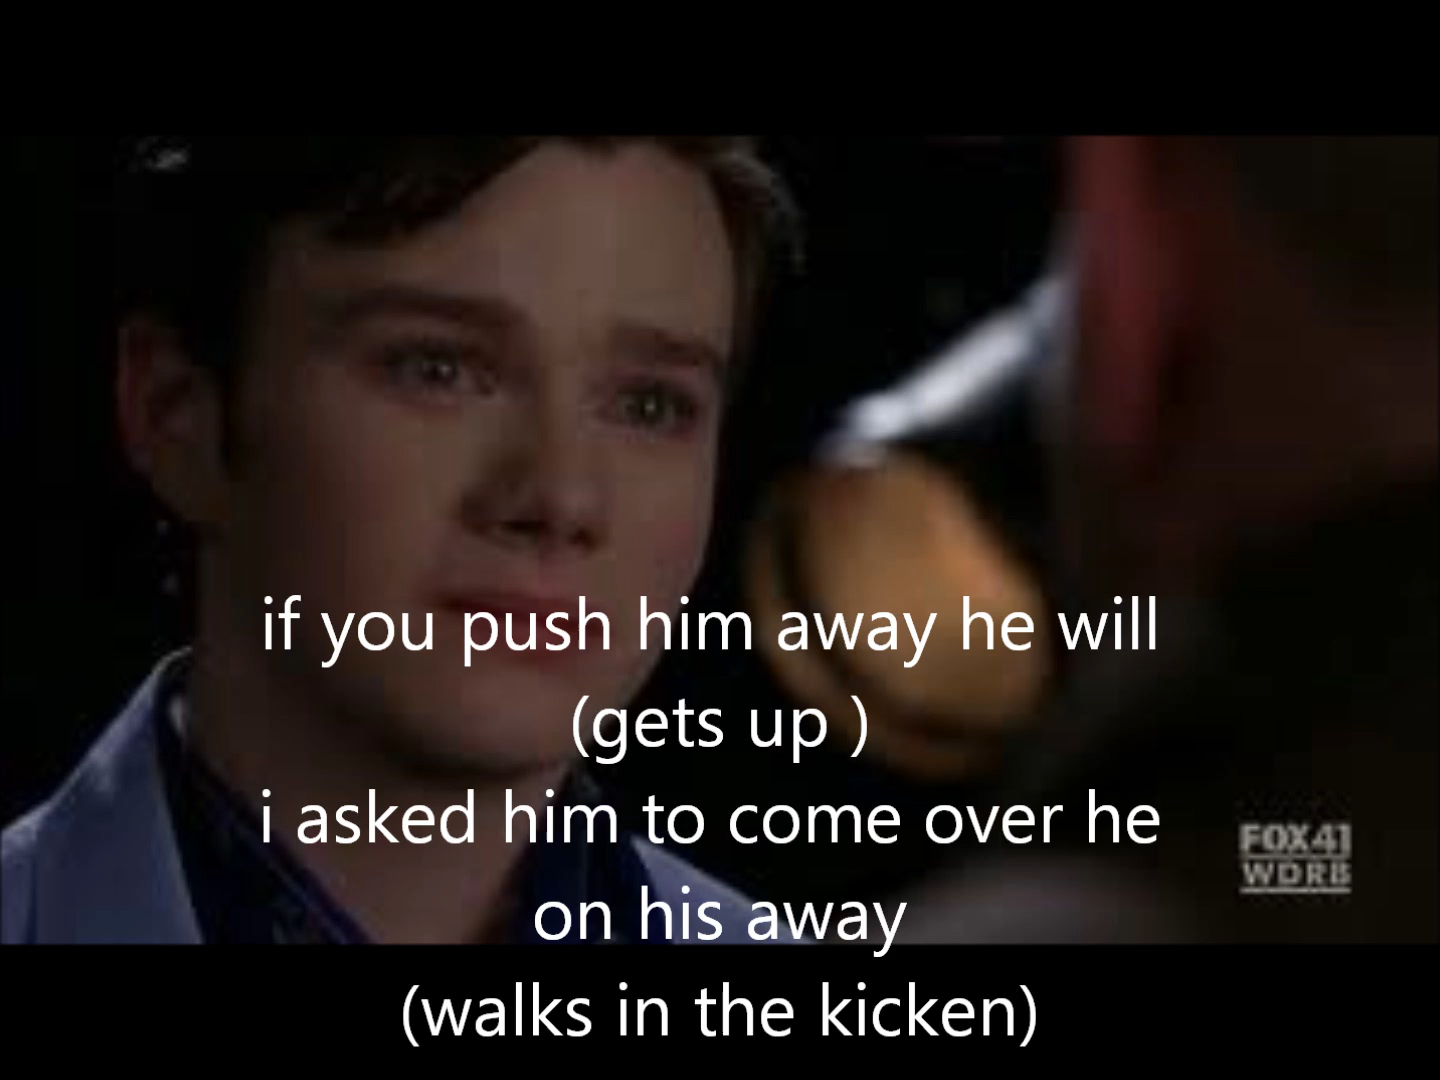 if you push him away he will
(gets up )
i asked him to come over he
on his away
(walks in the kicken)
FOX41
WDRB